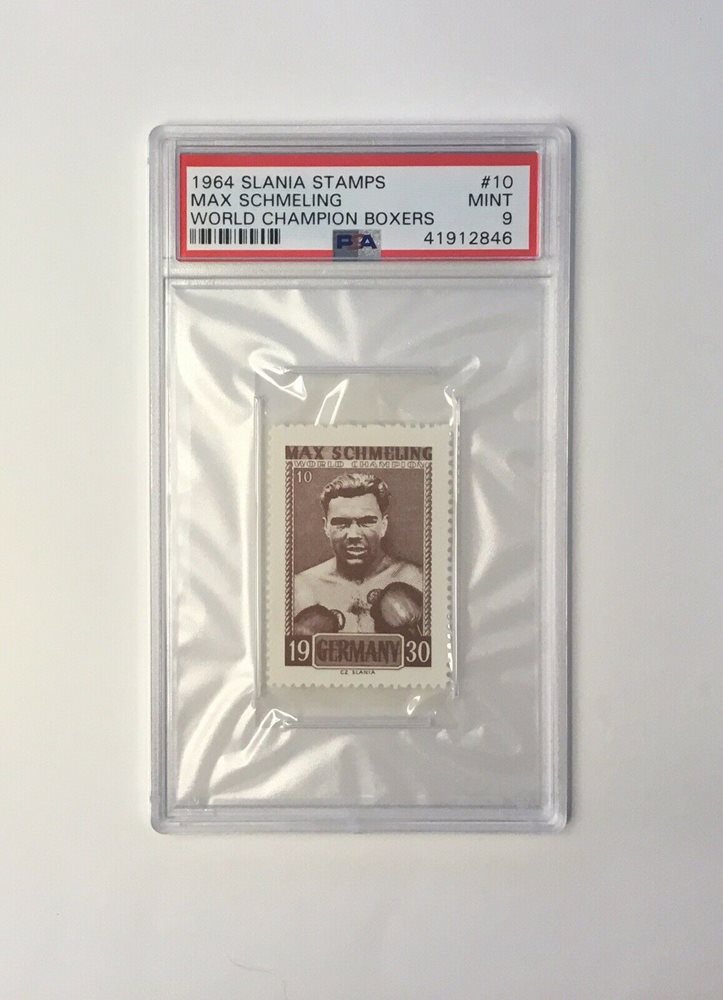 1964 SLANIA STAMPS #10
MAX SCHMELING MINT
WORLD CHAMPION BOXERS 9
PSA 41912846
MAX SCHMELING
WORLD CHAMPION
10
19 GERMANY 30
CZ. SLANIA